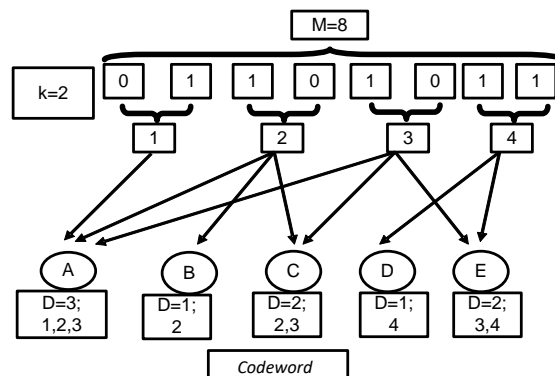 M=8
k=2
0 1 1 0 1 0 1 1
1 2 3 4
A B C D E
D=3; D=1; D=2; D=1; D=2;
1,2,3 2 2,3 4 3,4
Codeword